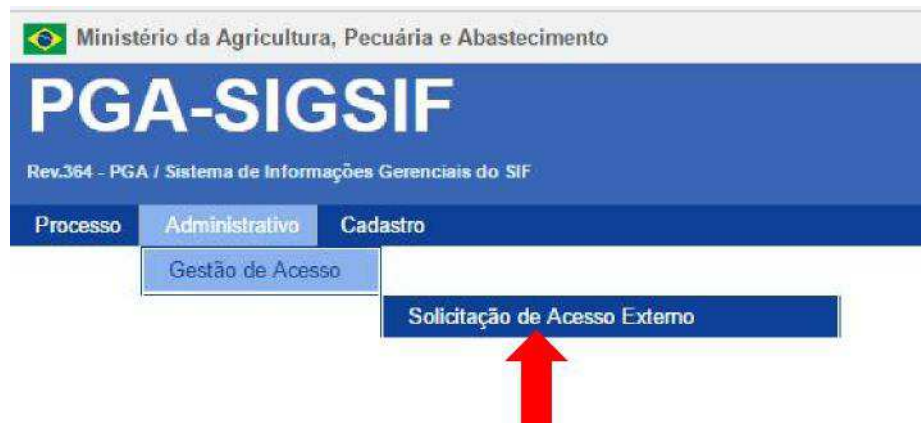 Ministério da Agricultura, Pecuária e Abastecimento
PGA-SIGSIF
Rev.364 - PGA / Sistema de Informações Gerenciais do SIF
Processo Administrativo Cadastro
Gestão de Acesso
Solicitação de Acesso Externo